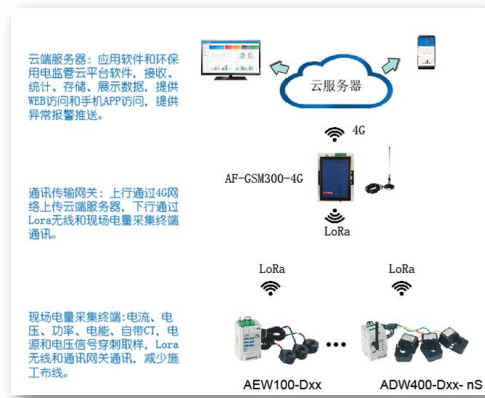 云端服务器：应用软件和环保
用电监管云平台软件，接收、
统计、存储、展示数据，提供
WEB访问和手机APP访问，提供
异常报警推送。
云服务器
4G
AF-GSM300-4G
通讯传输网关：上行通过4G网
络上传云端服务器，下行通过
Lora无线和现场电量采集终端
通讯。
LoRa
LoRa
LoRa
现场电量采集终端:电流、电
压、功率、电能、自带CT，电
源和电压信号穿刺取样，Lora
无线和通讯网关通讯，减少施
工布线。
AEW100-Dxx
ADW400-Dxx- nS